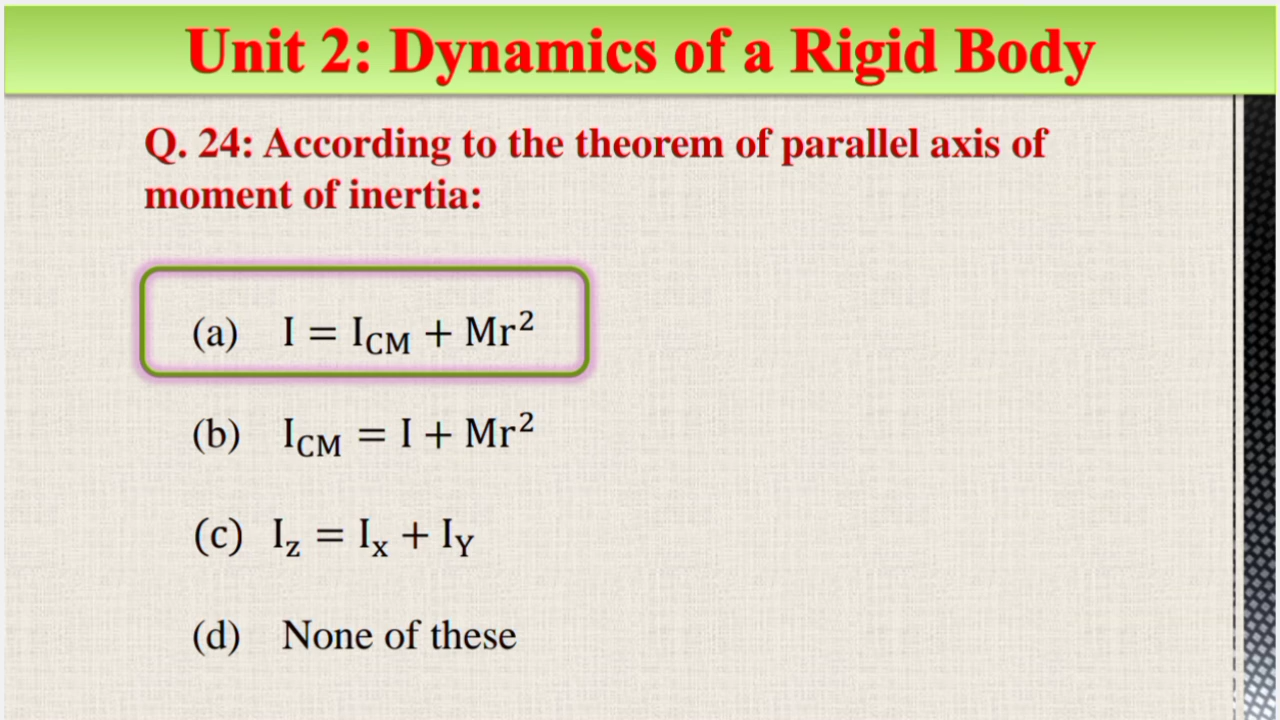 Unit 2: Dynamics of a Rigid Body
Q. 24: According to the theorem of parallel axis of
moment of inertia:
(a) I = I_CM + Mr²
(b) I_CM = I + Mr²
(c) I_z = I_x + I_Y
(d) None of these